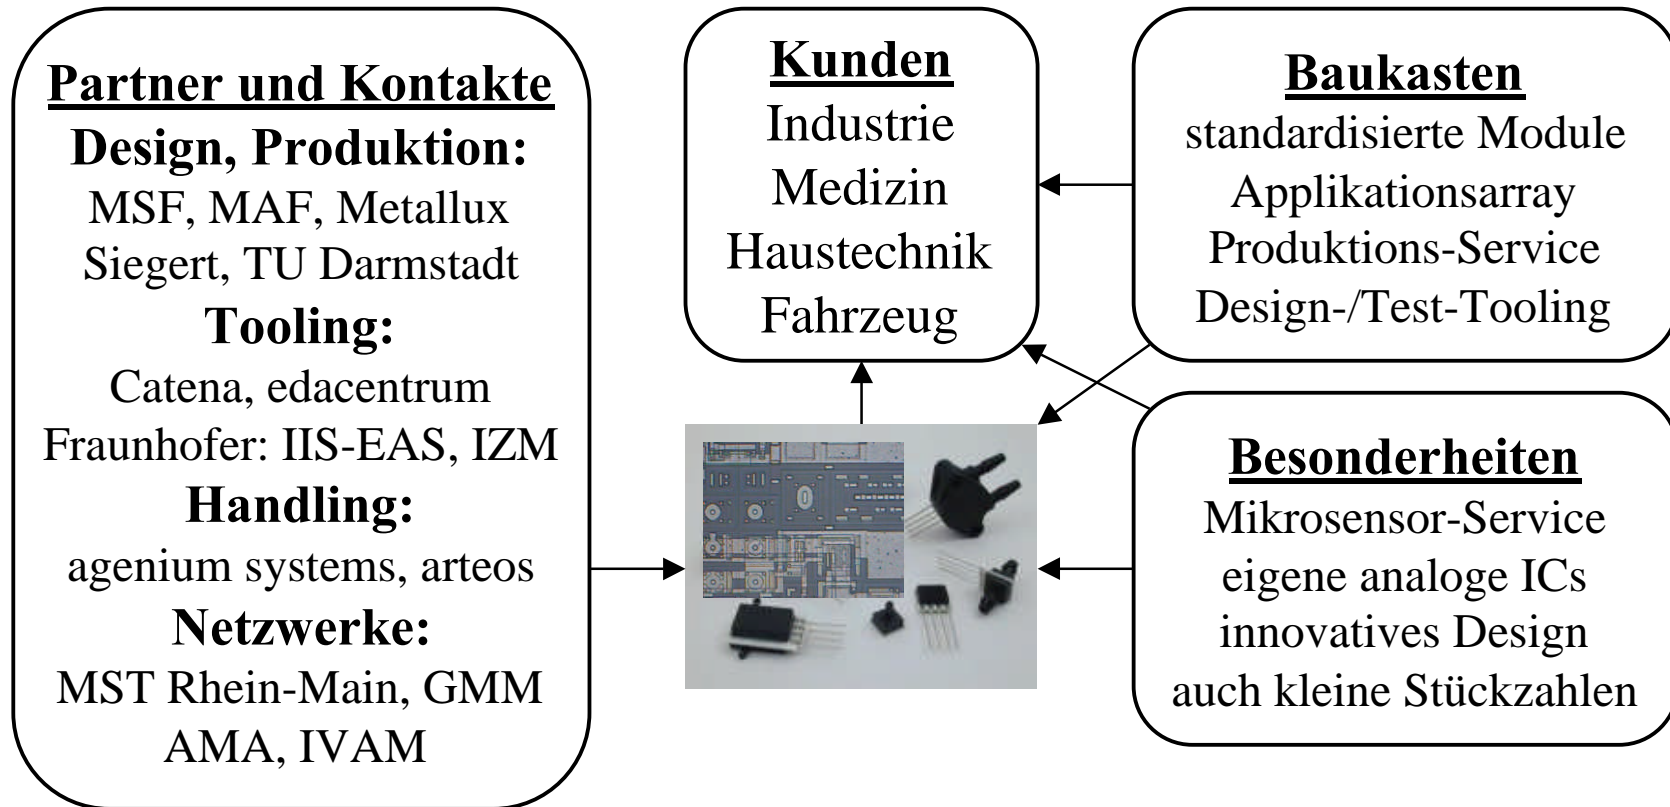 Partner und Kontakte
Design, Produktion:
MSF, MAF, Metallux
Siegert, TU Darmstadt
Tooling:
Catena, edacentrum
Fraunhofer: IIS-EAS, IZM
Handling:
agenium systems, arteos
Netzwerke:
MST Rhein-Main, GMM
AMA, IVAM
Kunden
Industrie
Medizin
Haustechnik
Fahrzeug
Baukasten
standardisierte Module
Applikationsarray
Produktions-Service
Design-/Test-Tooling
Besonderheiten
Mikrosensor-Service
eigene analoge ICs
innovatives Design
auch kleine Stückzahlen